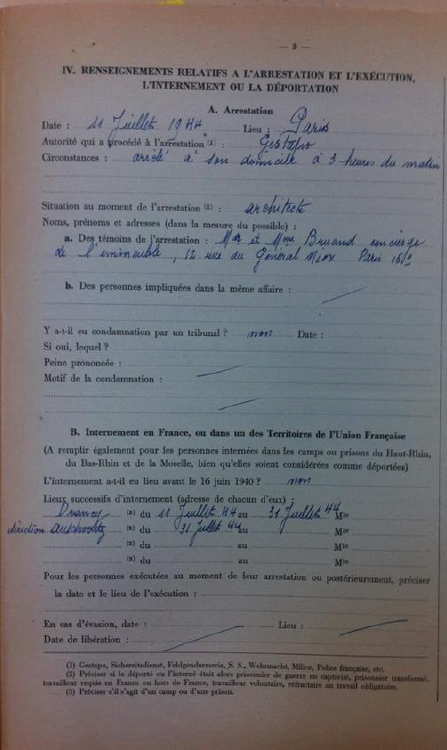 — 3 —
IV. RENSEIGNEMENTS RELATIFS A L'ARRESTATION ET L'EXÉCUTION,
L'INTERNEMENT OU LA DÉPORTATION
A. Arrestation
Date : 11 Juillet 1944 Lieu : Paris
Autorité qui a procédé à l'arrestation (1) : Gestapo
Circonstances : arrêté à son domicile à 3 heures du matin
Situation au moment de l'arrestation (2) : architecte
Noms, prénoms et adresses (dans la mesure du possible) :
a. Des témoins de l'arrestation : Mr et Mme Bruand concierge
de l'immeuble, 12 rue du Général Niox Paris 16e
b. Des personnes impliquées dans la même affaire :
Y a-t-il eu condamnation par un tribunal ? non Date :
Si oui, lequel ?
Peine prononcée :
Motif de la condamnation :
B. Internement en France, ou dans un des Territoires de l'Union Française
(A remplir également pour les personnes internées dans les camps ou prisons du Haut-Rhin,
du Bas-Rhin et de la Moselle, bien qu'elles soient considérées comme déportées)
L'internement a-t-il eu lieu avant le 16 juin 1940 ? non
Lieux successifs d'internement (adresse de chacun d'eux) :
Drancy (3) du 11 Juillet 44 au 31 Juillet 44 Mle
direction Auschwitz (3) du 31 Juillet 44 au Mle
(3) du au Mle
(3) du au Mle
Pour les personnes exécutées au moment de leur arrestation ou postérieurement, préciser
la date et le lieu de l'exécution :
En cas d'évasion, date : Lieu :
Date de libération :
(1) Gestapo, Sichereitsdienst, Feldgendarmerie, S. S., Wehrmacht, Milice, Police française, etc.
(2) Préciser si le déporté ou l'interné était alors prisonnier de guerre en captivité, prisonnier transformé,
travailleur requis en France ou hors de France, travailleur volontaire, réfractaire au travail obligatoire.
(3) Préciser s'il s'agit d'un camp ou d'une prison.